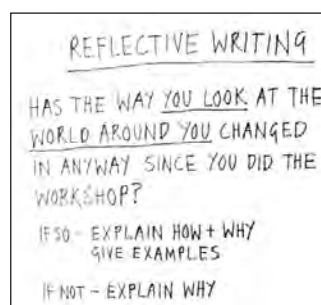 REFLECTIVE WRITING
HAS THE WAY YOU LOOK AT THE
WORLD AROUND YOU CHANGED
IN ANYWAY SINCE YOU DID THE
WORKSHOP?
IF SO - EXPLAIN HOW + WHY
GIVE EXAMPLES
IF NOT - EXPLAIN WHY